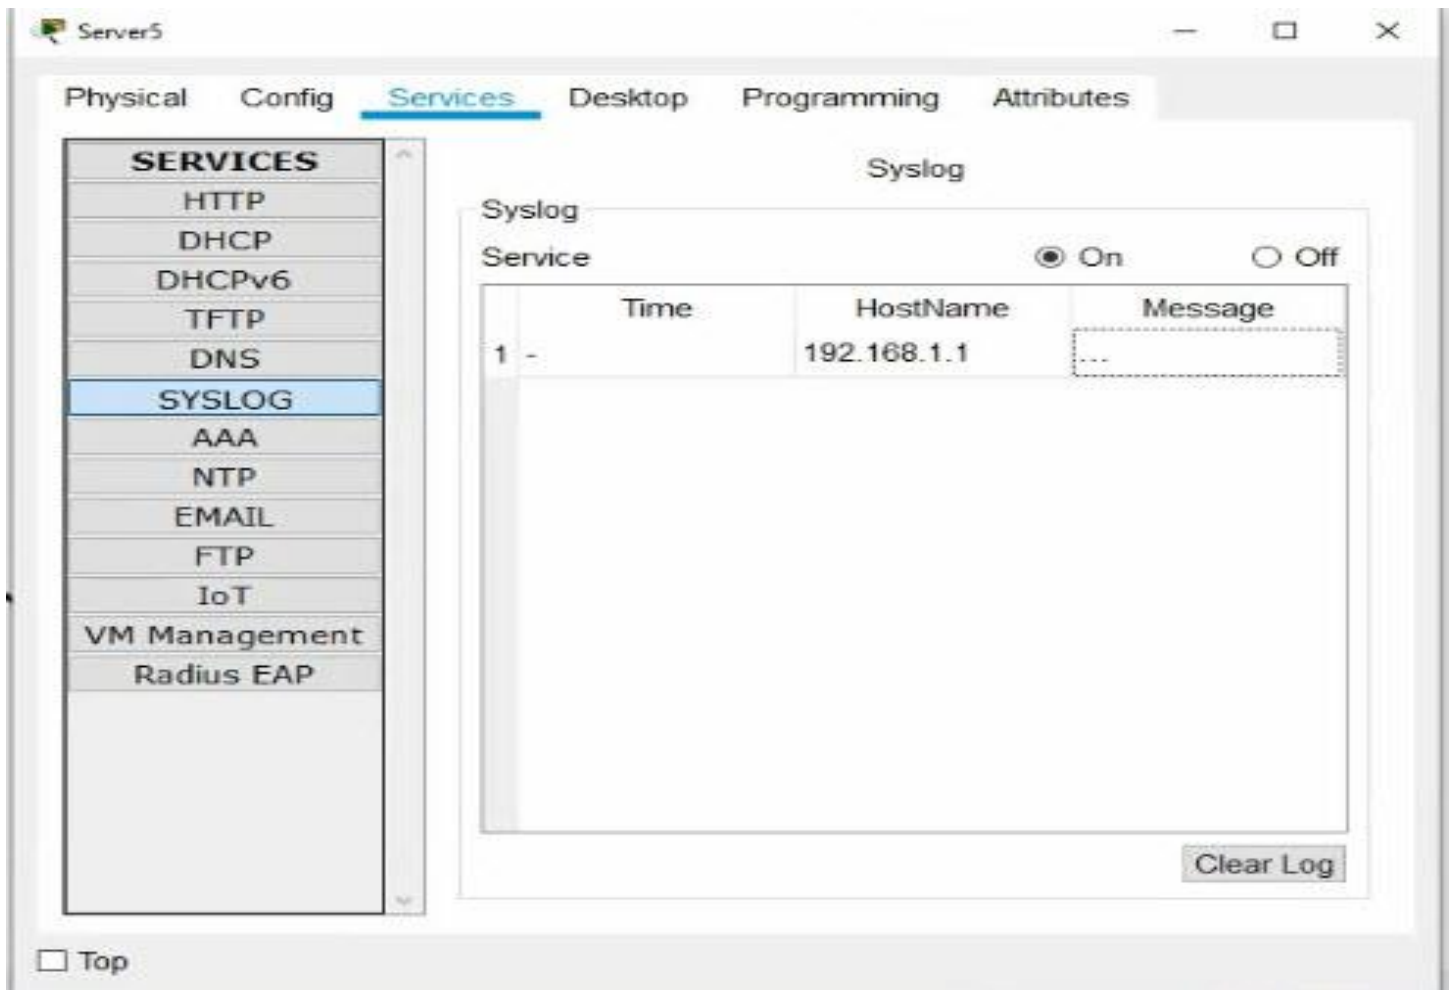 Server5
Physical Config Services Desktop Programming Attributes
SERVICES
HTTP
DHCP
DHCPv6
TFTP
DNS
SYSLOG
AAA
NTP
EMAIL
FTP
IoT
VM Management
Radius EAP
Syslog
Syslog
Service On Off
Time HostName Message
1 - 192.168.1.1 ...
Clear Log
Top